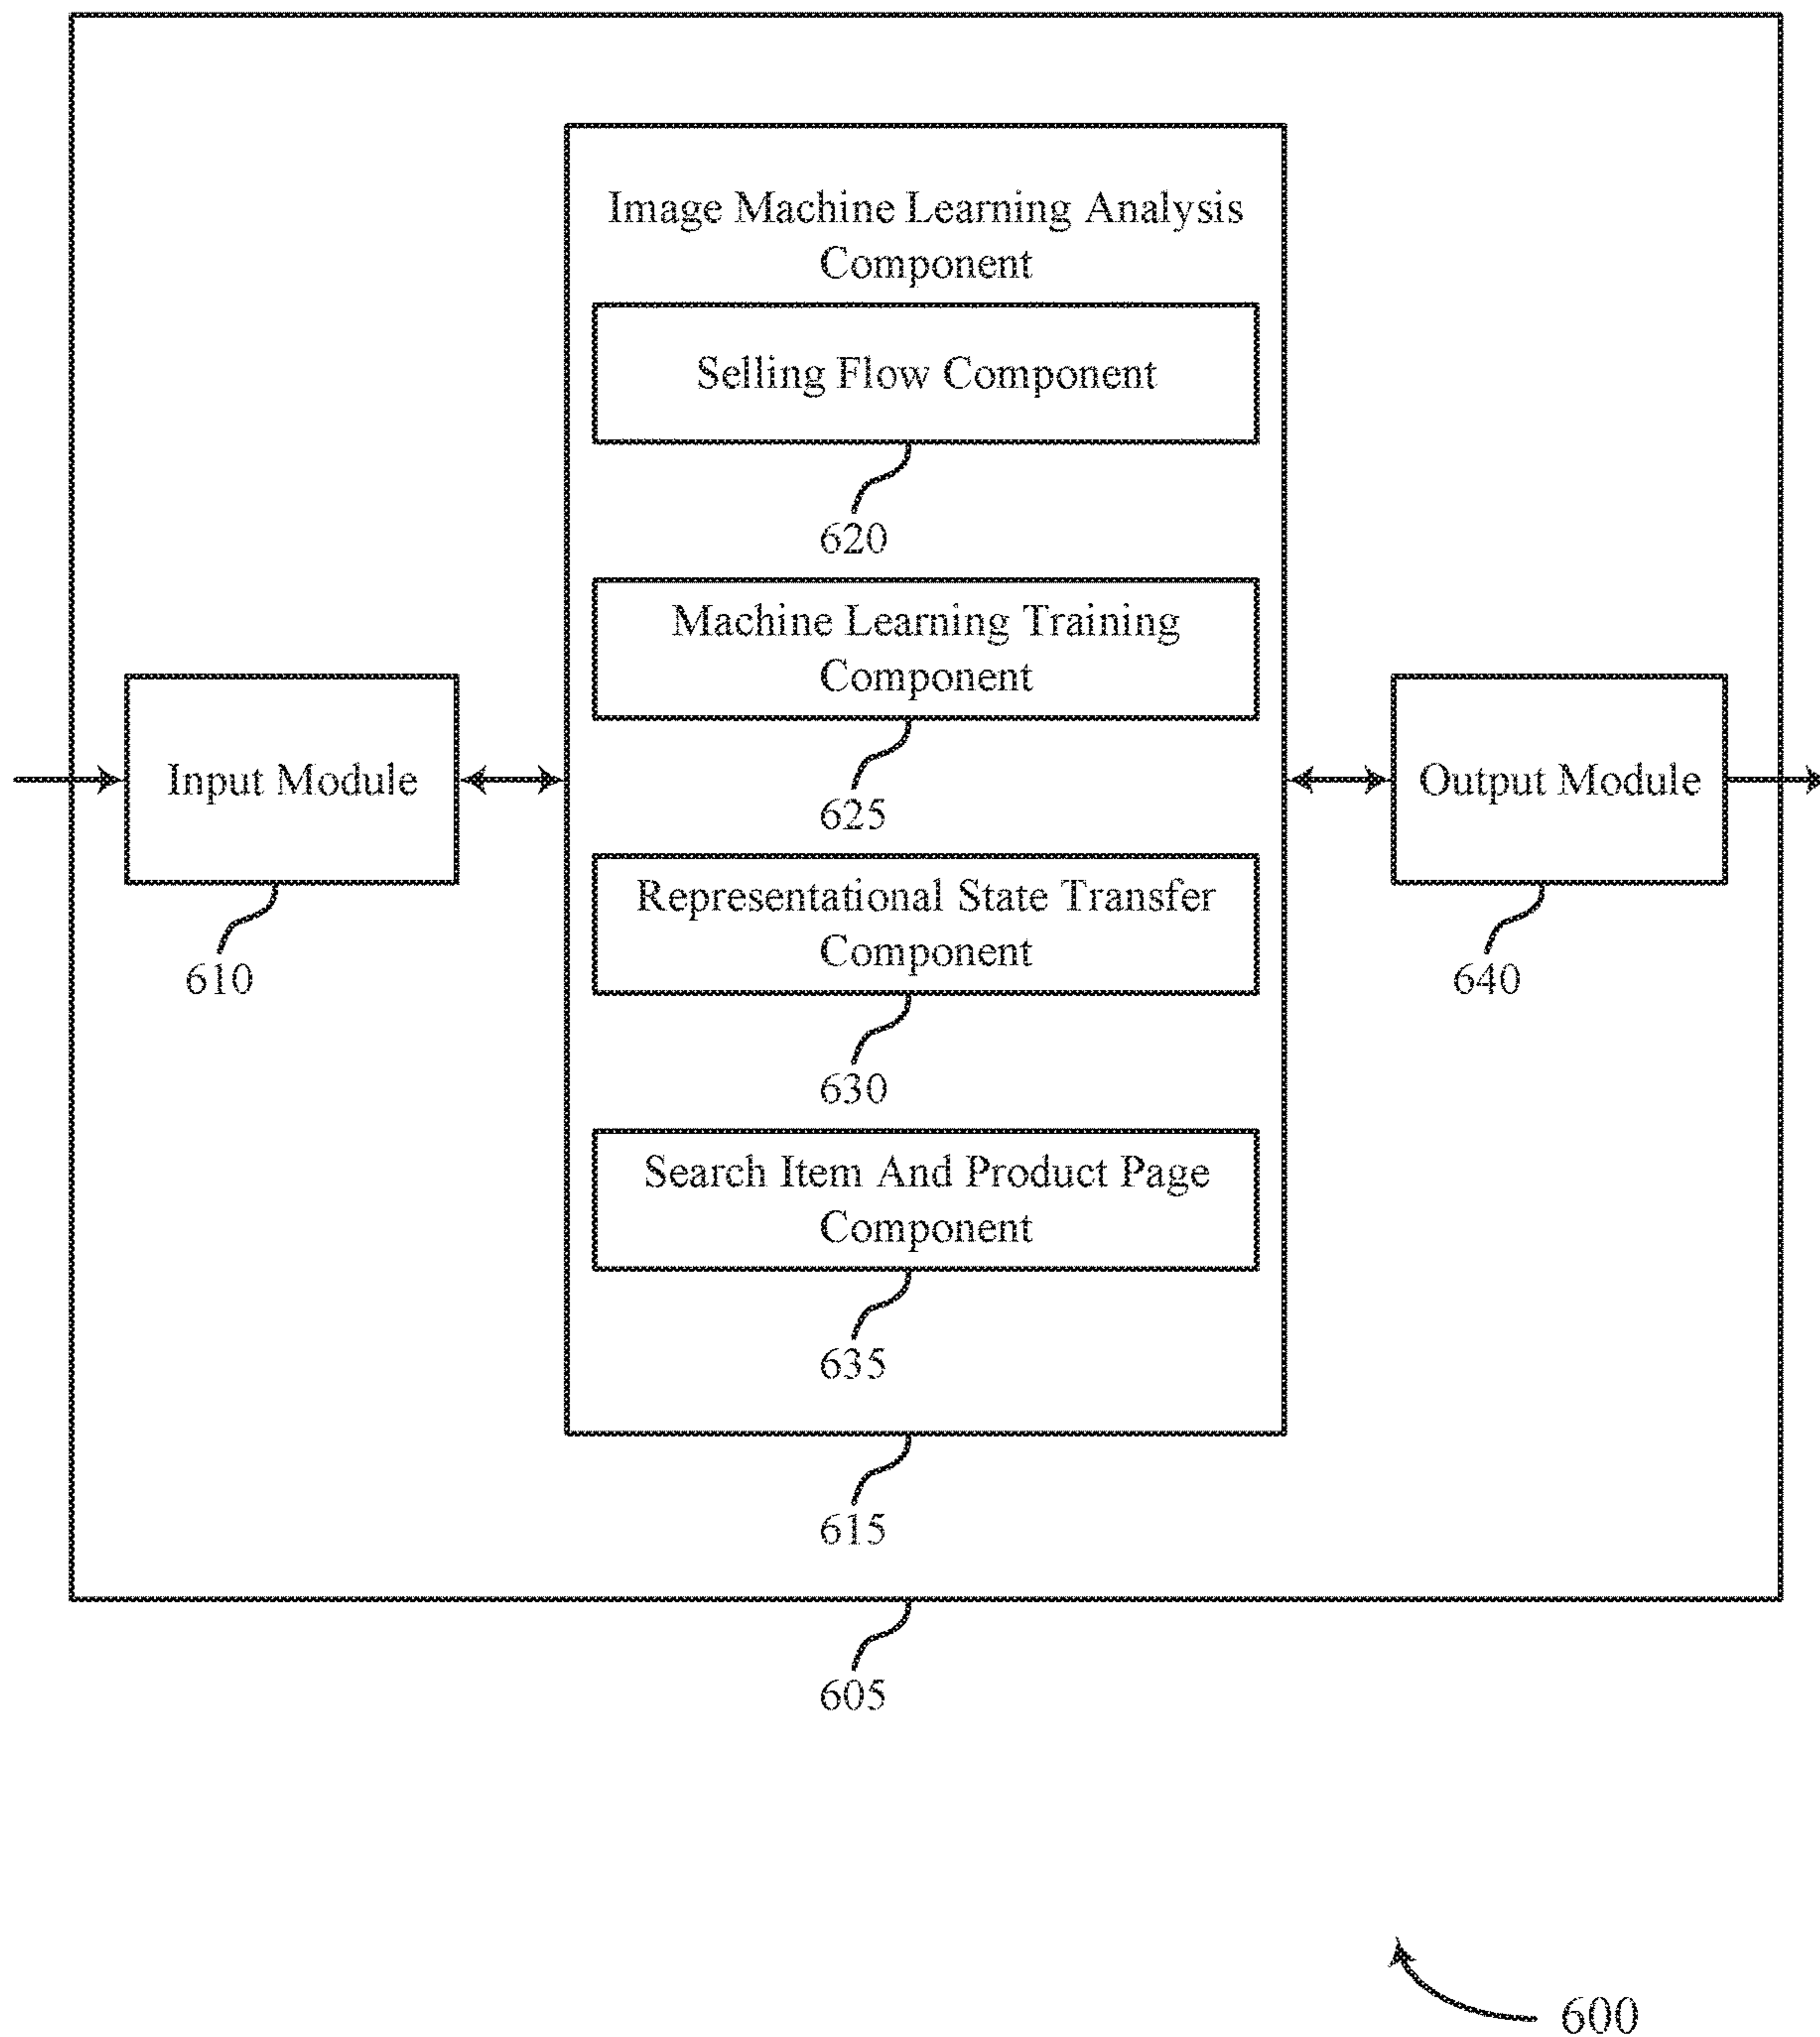 Image Machine Learning Analysis
Component
Selling Flow Component
620
Machine Learning Training
Component
625
Input Module
610
Representational State Transfer
Component
630
Output Module
640
Search Item And Product Page
Component
635
615
605
600